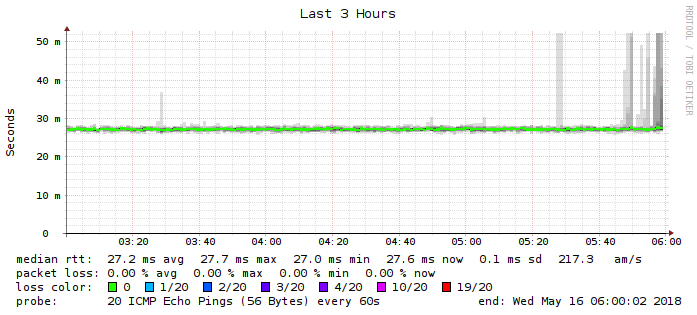 Last 3 Hours
RRDTOOL / TOBI OETIKER
Seconds
50 m
40 m
30 m
20 m
10 m
0
03:20 03:40 04:00 04:20 04:40 05:00 05:20 05:40 06:00
median rtt: 27.2 ms avg 27.7 ms max 27.0 ms min 27.6 ms now 0.1 ms sd 217.3 am/s
packet loss: 0.00 % avg 0.00 % max 0.00 % min 0.00 % now
loss color: 0 1/20 2/20 3/20 4/20 10/20 19/20
probe: 20 ICMP Echo Pings (56 Bytes) every 60s end: Wed May 16 06:00:02 2018